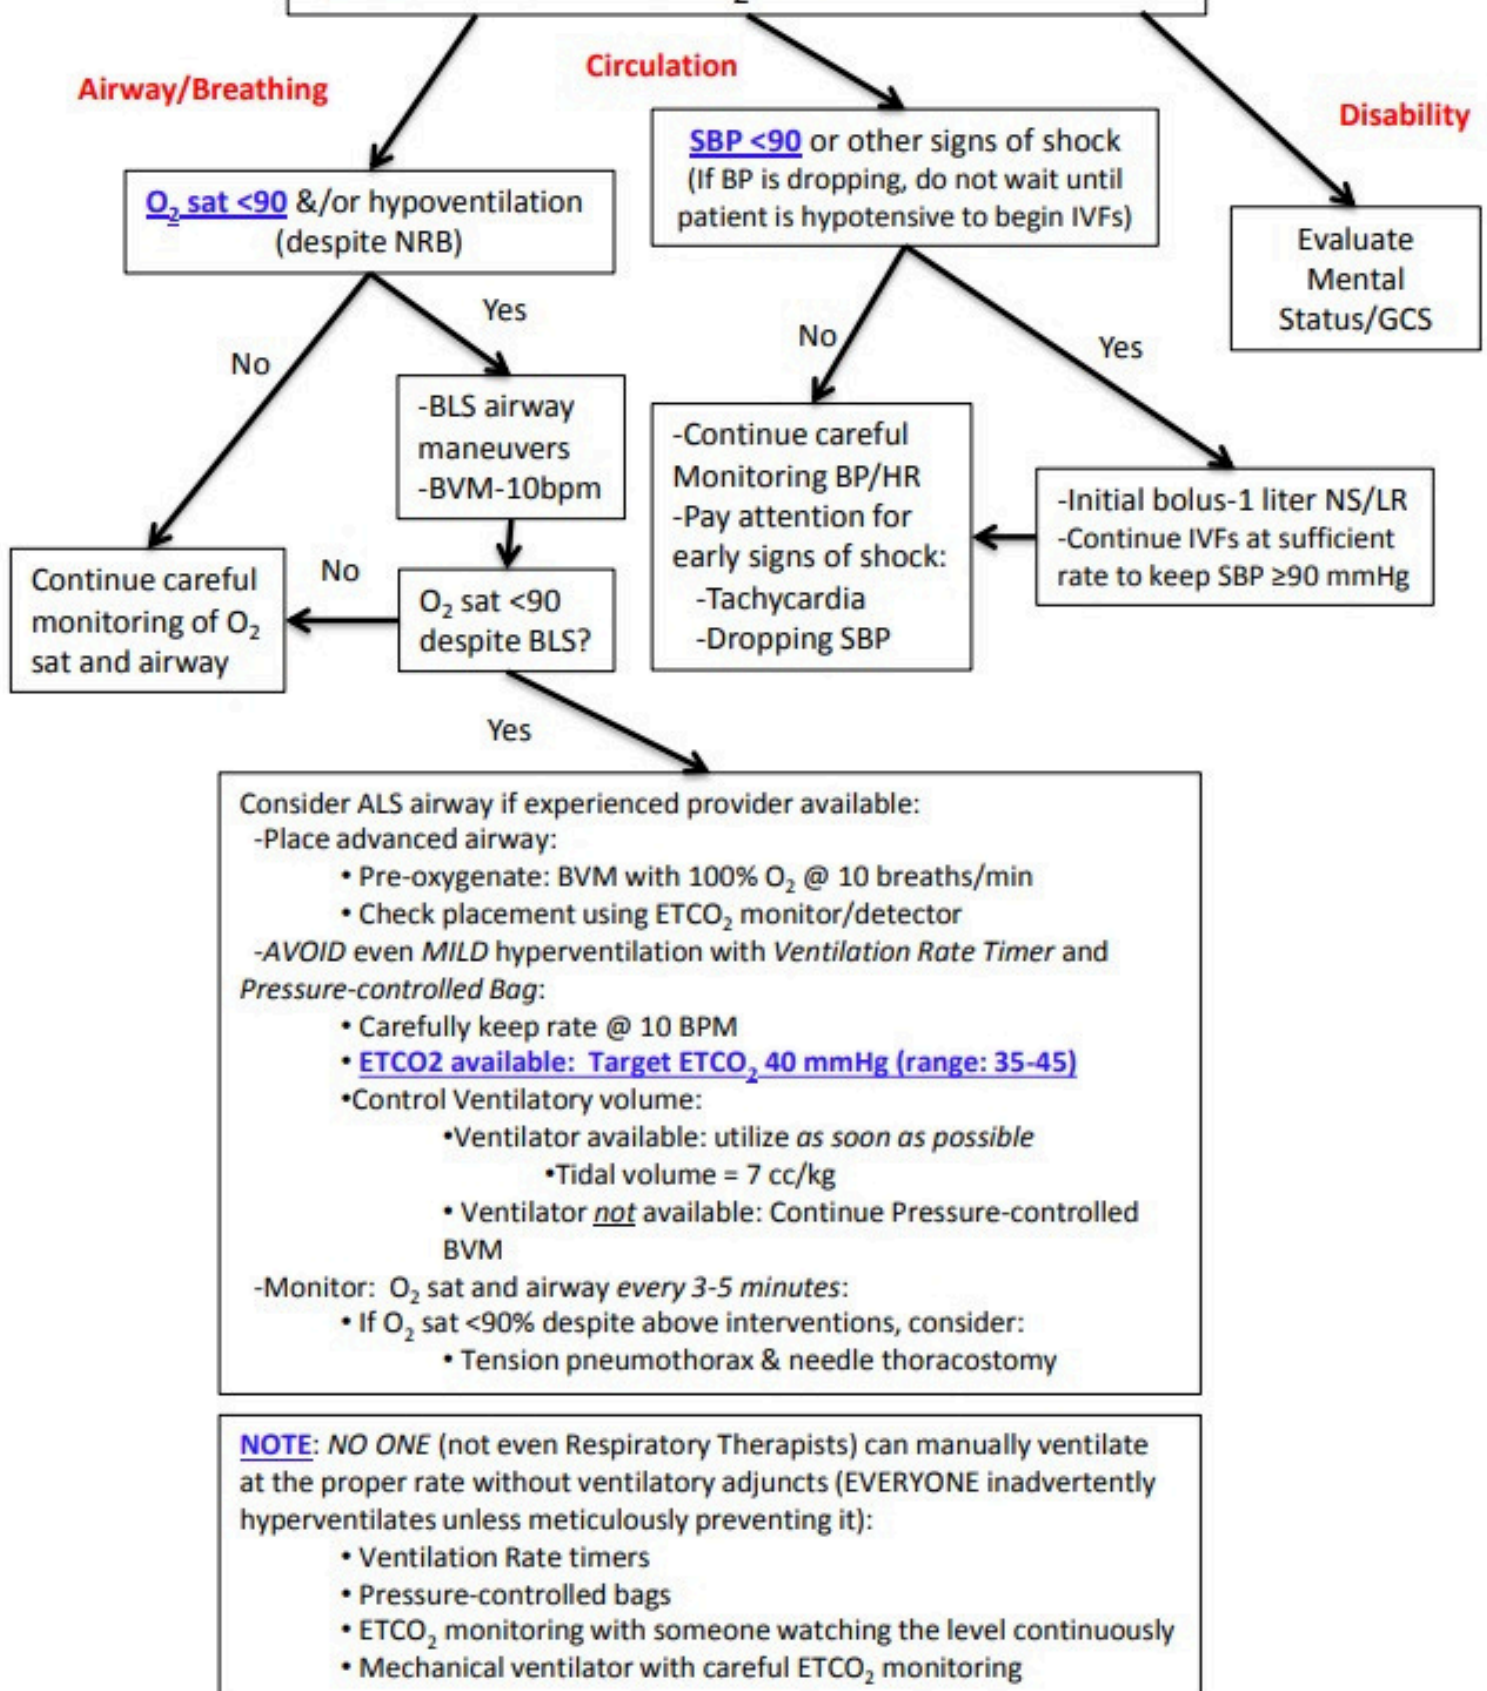 2
Airway/Breathing
Circulation
Disability
O2 sat <90 &/or hypoventilation
(despite NRB)
SBP <90 or other signs of shock
(If BP is dropping, do not wait until
patient is hypotensive to begin IVFs)
Evaluate
Mental
Status/GCS
No
Yes
No
Yes
-BLS airway
maneuvers
-BVM-10bpm
-Continue careful
Monitoring BP/HR
-Pay attention for
early signs of shock:
-Tachycardia
-Dropping SBP
-Initial bolus-1 liter NS/LR
-Continue IVFs at sufficient
rate to keep SBP ≥90 mmHg
Continue careful
monitoring of O2
sat and airway
No
O2 sat <90
despite BLS?
Yes
Consider ALS airway if experienced provider available:
-Place advanced airway:
• Pre-oxygenate: BVM with 100% O2 @ 10 breaths/min
• Check placement using ETCO2 monitor/detector
-AVOID even MILD hyperventilation with Ventilation Rate Timer and
Pressure-controlled Bag:
• Carefully keep rate @ 10 BPM
• ETCO2 available:  Target ETCO2 40 mmHg (range: 35-45)
•Control Ventilatory volume:
•Ventilator available: utilize as soon as possible
•Tidal volume = 7 cc/kg
• Ventilator not available: Continue Pressure-controlled
BVM
-Monitor:  O2 sat and airway every 3-5 minutes:
• If O2 sat <90% despite above interventions, consider:
• Tension pneumothorax & needle thoracostomy
NOTE: NO ONE (not even Respiratory Therapists) can manually ventilate
at the proper rate without ventilatory adjuncts (EVERYONE inadvertently
hyperventilates unless meticulously preventing it):
• Ventilation Rate timers
• Pressure-controlled bags
• ETCO2 monitoring with someone watching the level continuously
• Mechanical ventilator with careful ETCO2 monitoring